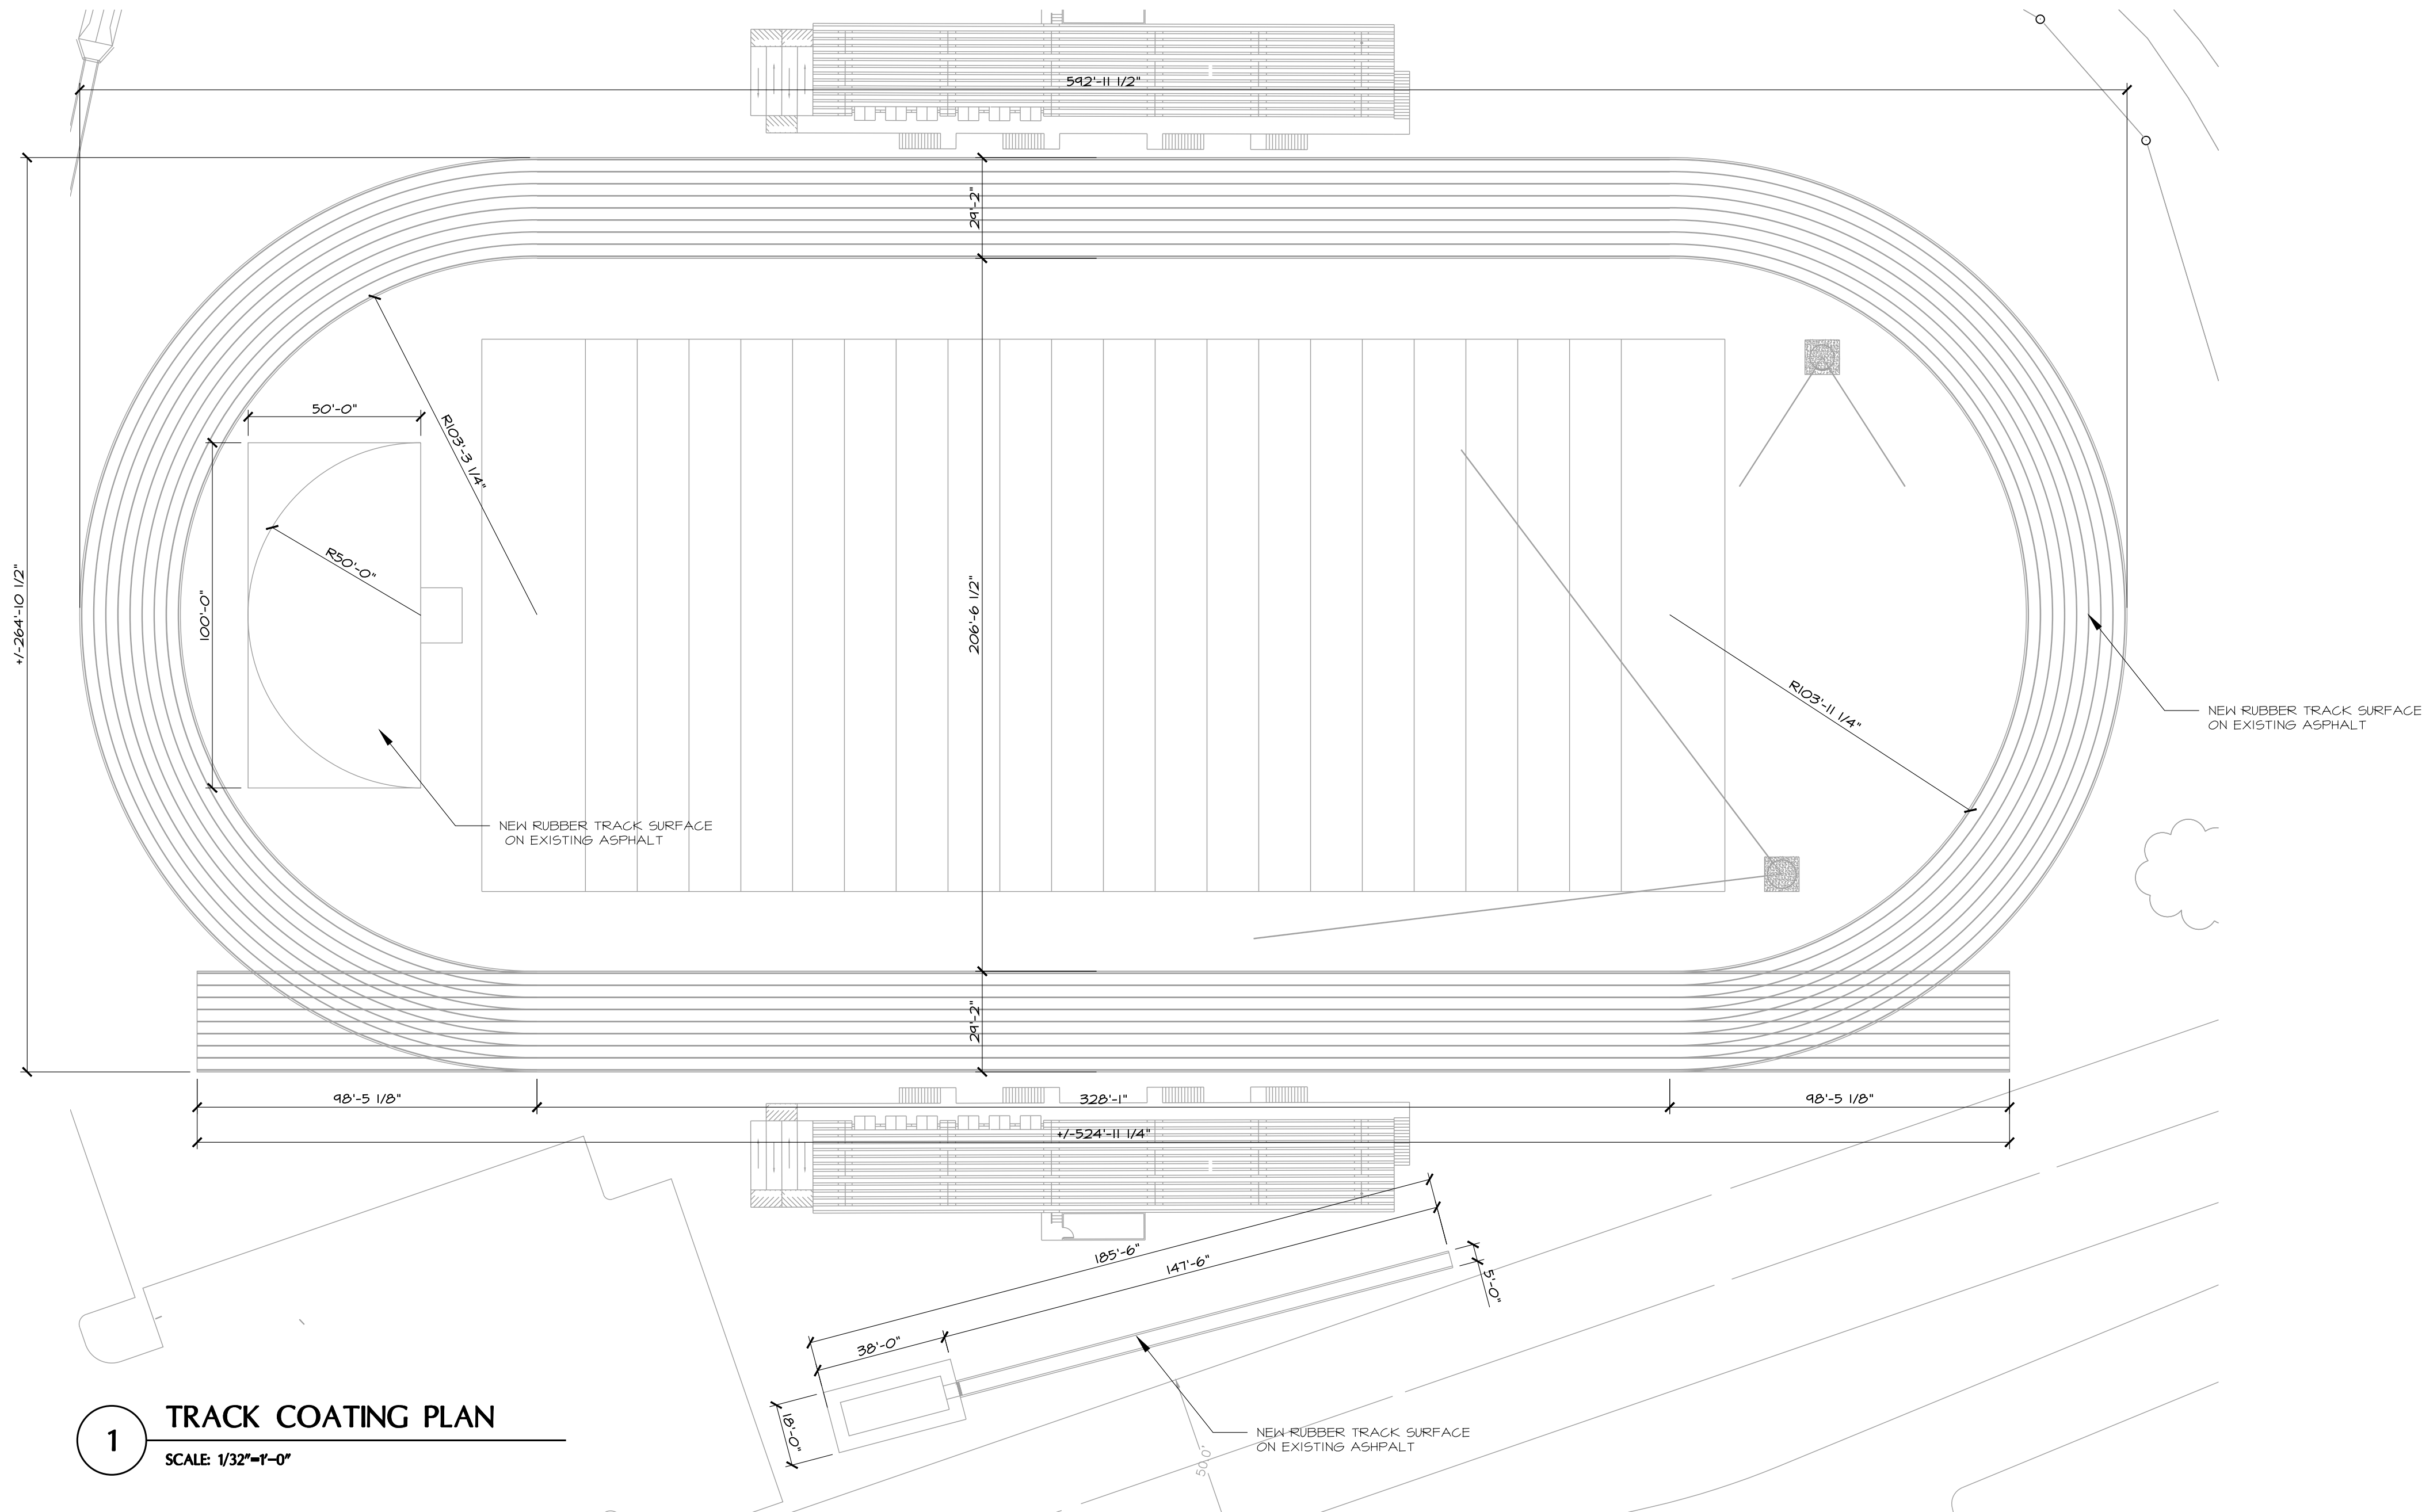 592'-11 1/2"
29'-2"
50'-0"
R103'-3 1/4"
R50'-0"
100'-0"
+/-264'-10 1/2"
206'-6 1/2"
R103'-11 1/4"
NEW RUBBER TRACK SURFACE
ON EXISTING ASPHALT
NEW RUBBER TRACK SURFACE
ON EXISTING ASPHALT
29'-2"
98'-5 1/8"
328'-1"
98'-5 1/8"
+/-524'-11 1/4"
185'-6"
147'-6"
5'-0"
38'-0"
18'-0"
NEW RUBBER TRACK SURFACE
ON EXISTING ASHPALT
50.0'
1
TRACK COATING PLAN
SCALE: 1/32"=1'-0"